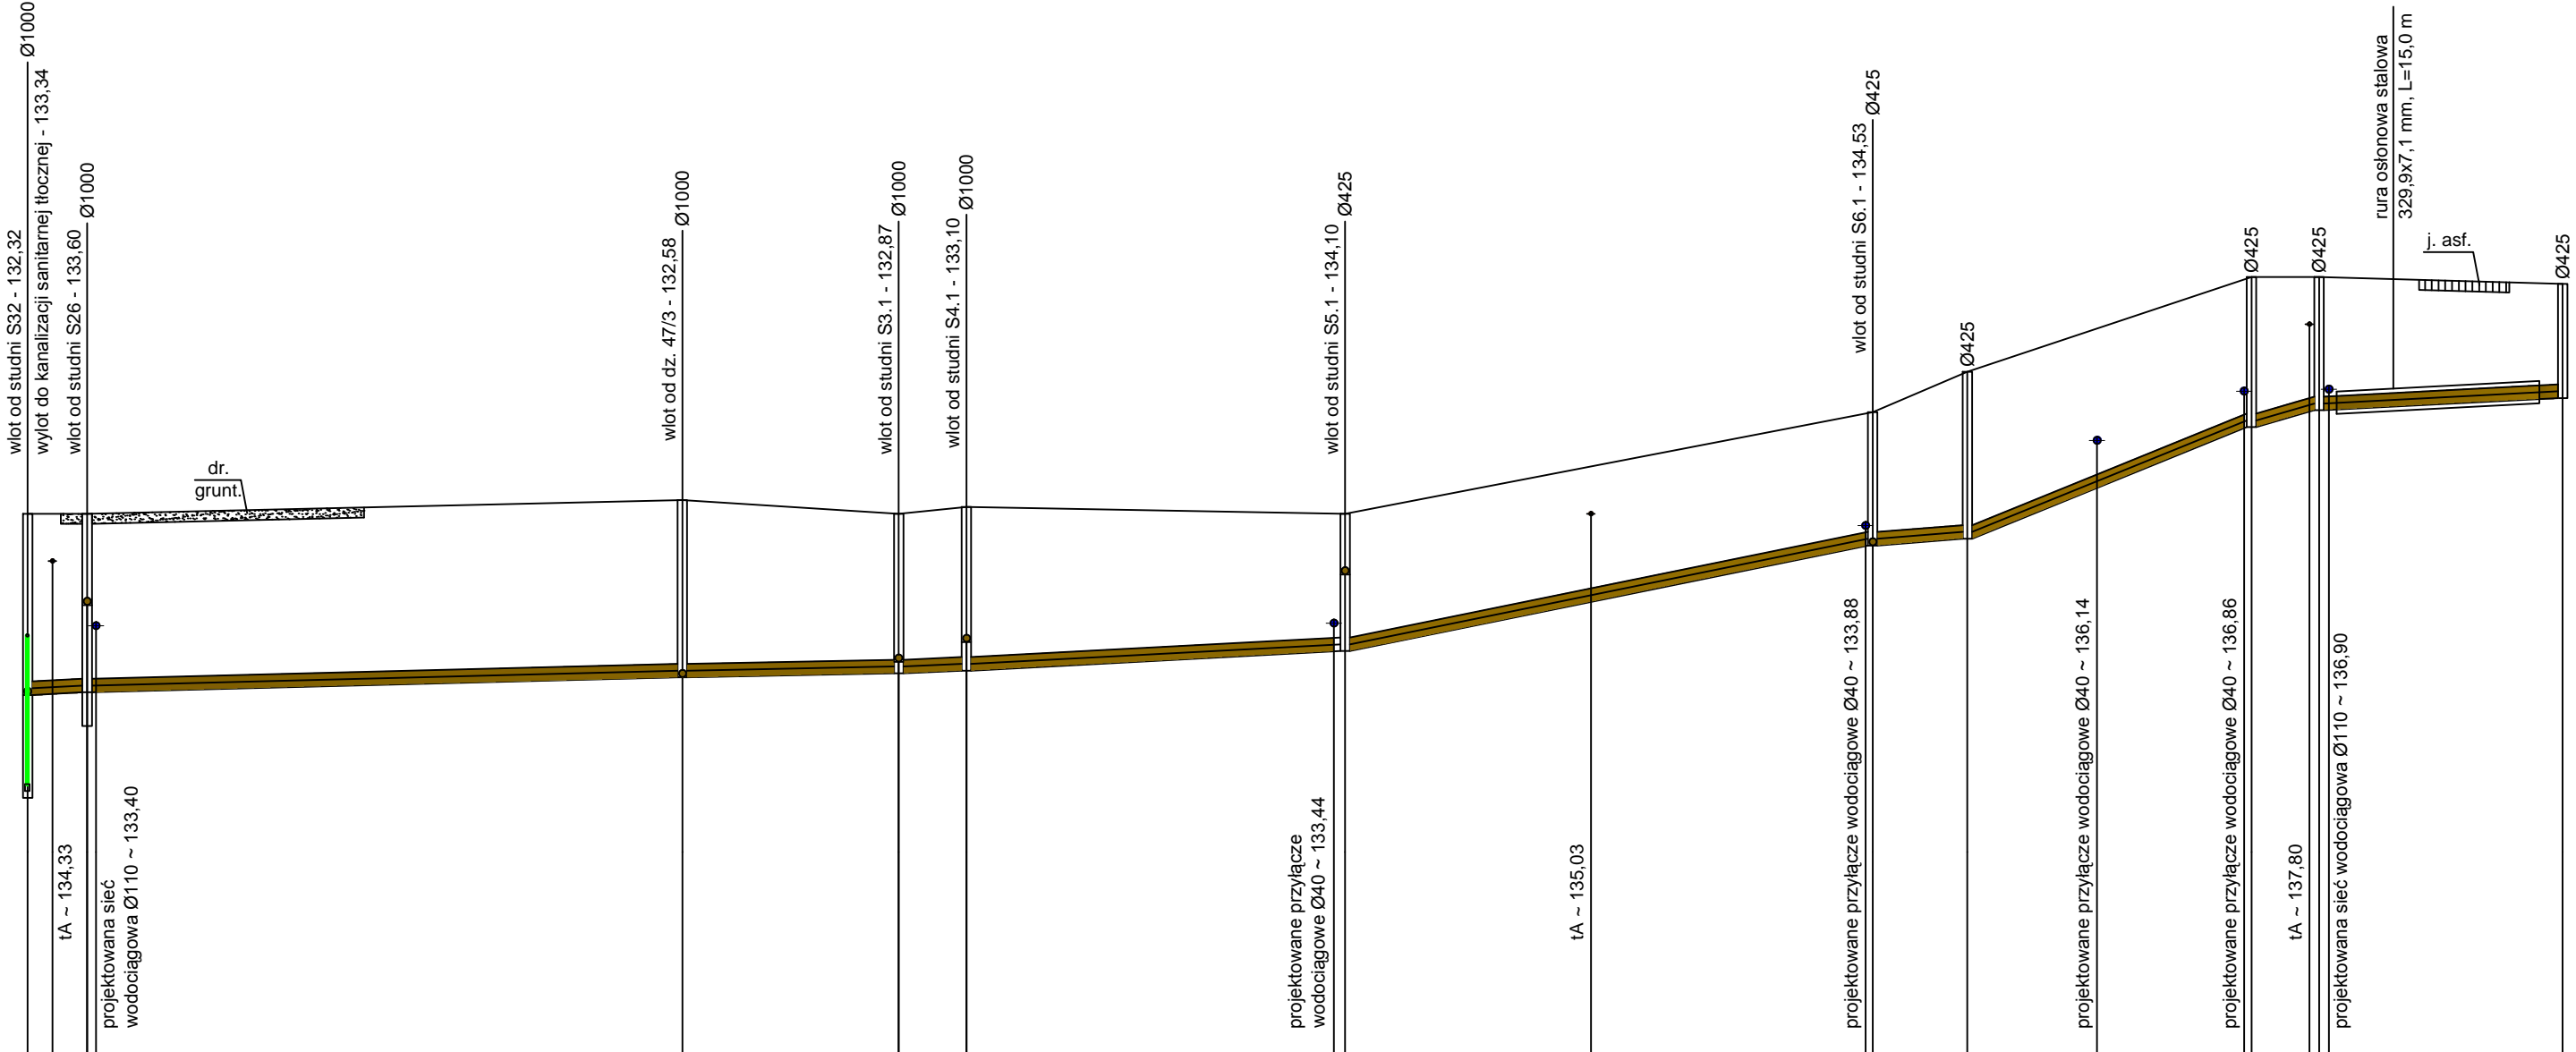 Ø1000
wlot od studni S32 - 132,32
wylot do kanalizacji sanitarnej tłocznej - 133,34
Ø1000
wlot od studni S26 - 133,60
dr.
grunt.
tA ~ 134,33
projektowana sieć
wodociągowa Ø110 ~ 133,40
Ø1000
wlot od dz. 47/3 - 132,58
Ø1000
wlot od studni S3.1 - 132,87
Ø1000
wlot od studni S4.1 - 133,10
Ø425
wlot od studni S5.1 - 134,10
projektowane przyłącze
wodociągowe Ø40 ~ 133,44
tA ~ 135,03
Ø425
wlot od studni S6.1 - 134,53
projektowane przyłącze wodociągowe Ø40 ~ 133,88
Ø425
projektowane przyłącze wodociągowe Ø40 ~ 136,14
Ø425
projektowane przyłącze wodociągowe Ø40 ~ 136,86
Ø425
tA ~ 137,80
projektowana sieć wodociągowa Ø110 ~ 136,90
rura osłonowa stalowa
329,9x7,1 mm, L=15,0 m
j. asf.
Ø425